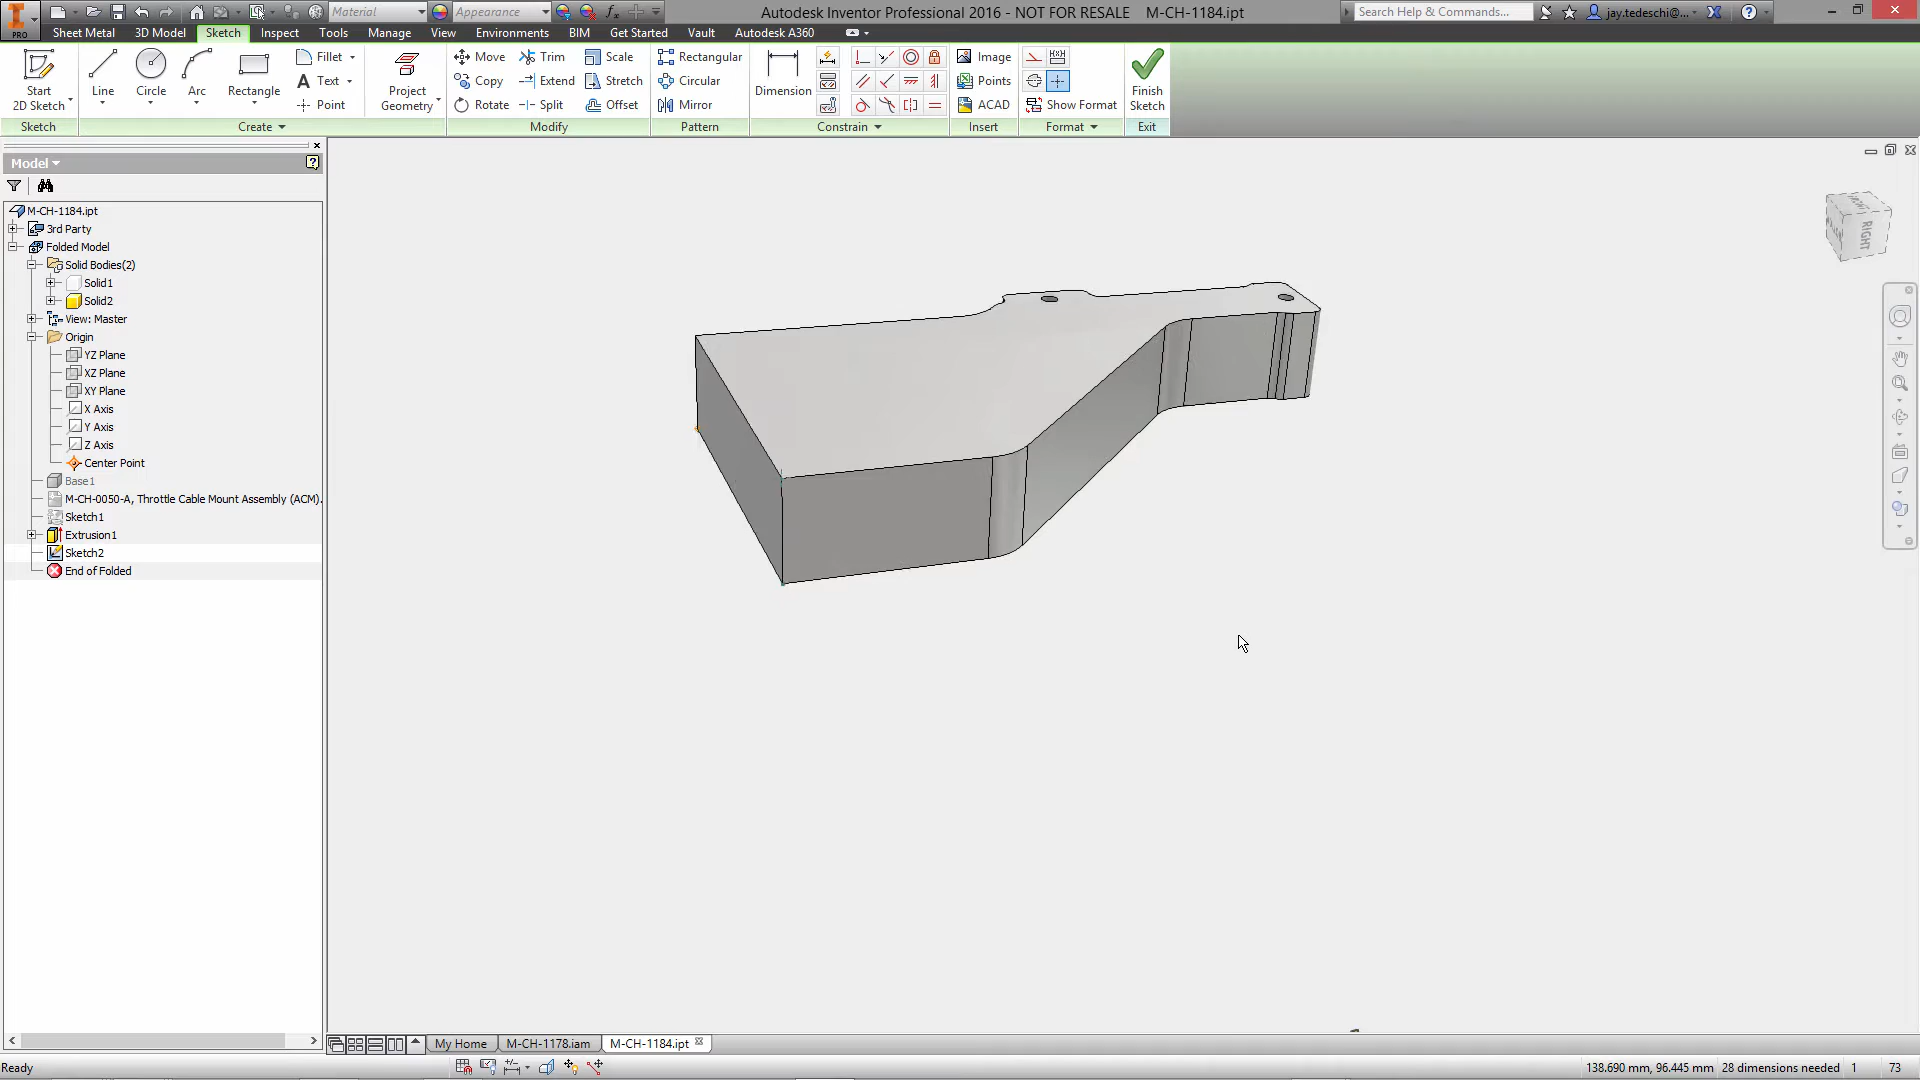 Material
Appearance
Autodesk Inventor Professional 2016 - NOT FOR RESALE M-CH-1184.ipt
Search Help & Commands...
jay.tedeschi@...
PRO
Sheet Metal
3D Model
Sketch
Inspect
Tools
Manage
View
Environments
BIM
Get Started
Vault
Autodesk A360
Start
2D Sketch
Line
Circle
Arc
Rectangle
Fillet
Text
Point
Project
Geometry
Move
Trim
Scale
Copy
Extend
Stretch
Rotate
Split
Offset
Rectangular
Circular
Mirror
Dimension
Image
Points
ACAD
Show Format
Finish
Sketch
Sketch
Create
Modify
Pattern
Constrain
Insert
Format
Exit
Model
M-CH-1184.ipt
3rd Party
Folded Model
Solid Bodies(2)
Solid1
Solid2
View: Master
Origin
YZ Plane
XZ Plane
XY Plane
X Axis
Y Axis
Z Axis
Center Point
Base1
M-CH-0050-A, Throttle Cable Mount Assembly (ACM).
Sketch1
Extrusion1
Sketch2
End of Folded
RIGHT
My Home
M-CH-1178.iam
M-CH-1184.ipt
Ready
138.690 mm, 96.445 mm
28 dimensions needed
1
73